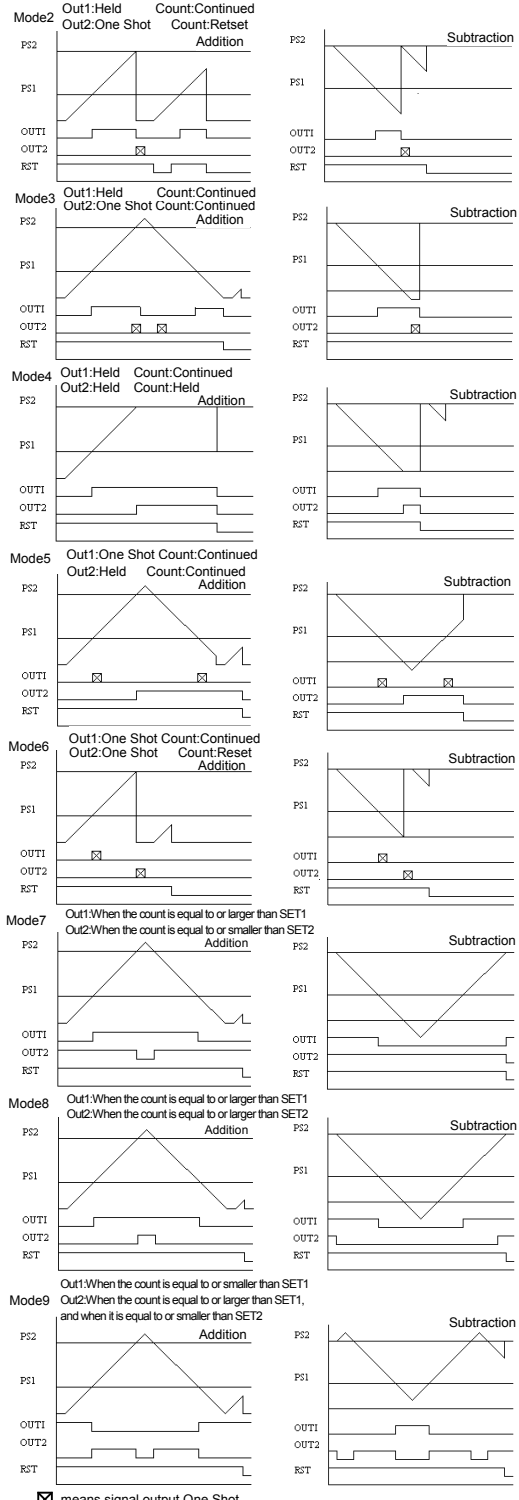 Mode2 Out1:Held Count:Continued
Out2:One Shot Count:Retset
PS2 Addition
PS1
OUTI
OUT2
RST
PS2 Subtraction
PS1
OUTI
OUT2
RST
Mode3 Out1:Held Count:Continued
Out2:One Shot Count:Continued
PS2 Addition
PS1
OUTI
OUT2
RST
PS2 Subtraction
PS1
OUTI
OUT2
RST
Mode4 Out1:Held Count:Continued
Out2:Held Count:Held
PS2 Addition
PS1
OUTI
OUT2
RST
PS2 Subtraction
PS1
OUTI
OUT2
RST
Mode5 Out1:One Shot Count:Continued
Out2:Held Count:Continued
PS2 Addition
PS1
OUTI
OUT2
RST
PS2 Subtraction
PS1
OUTI
OUT2
RST
Mode6 Out1:One Shot Count:Continued
Out2:One Shot Count:Reset
PS2 Addition
PS1
OUTI
OUT2
RST
PS2 Subtraction
PS1
OUTI
OUT2
RST
Mode7 Out1:When the count is equal to or larger than SET1
Out2:When the count is equal to or smaller than SET2
PS2 Addition
PS1
OUTI
OUT2
RST
PS2 Subtraction
PS1
OUTI
OUT2
RST
Mode8 Out1:When the count is equal to or larger than SET1
Out2:When the count is equal to or larger than SET2
PS2 Addition
PS1
OUTI
OUT2
RST
PS2 Subtraction
PS1
OUTI
OUT2
RST
Out1:When the count is equal to or smaller than SET1
Mode9 Out2:When the count is equal to or larger than SET1,
and when it is equal to or smaller than SET2
PS2 Addition
PS1
OUTI
OUT2
RST
PS2 Subtraction
PS1
OUTI
OUT2
RST
means signal output One Shot